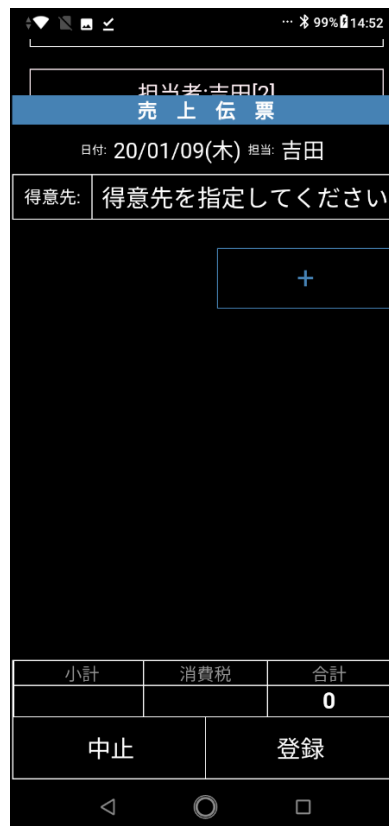 … 99% 14:52
担当者:吉田[2]
売 上 伝 票
日付: 20/01/09(木) 担当: 吉田
得意先: 得意先を指定してください
+
小計 消費税 合計
0
中止 登録